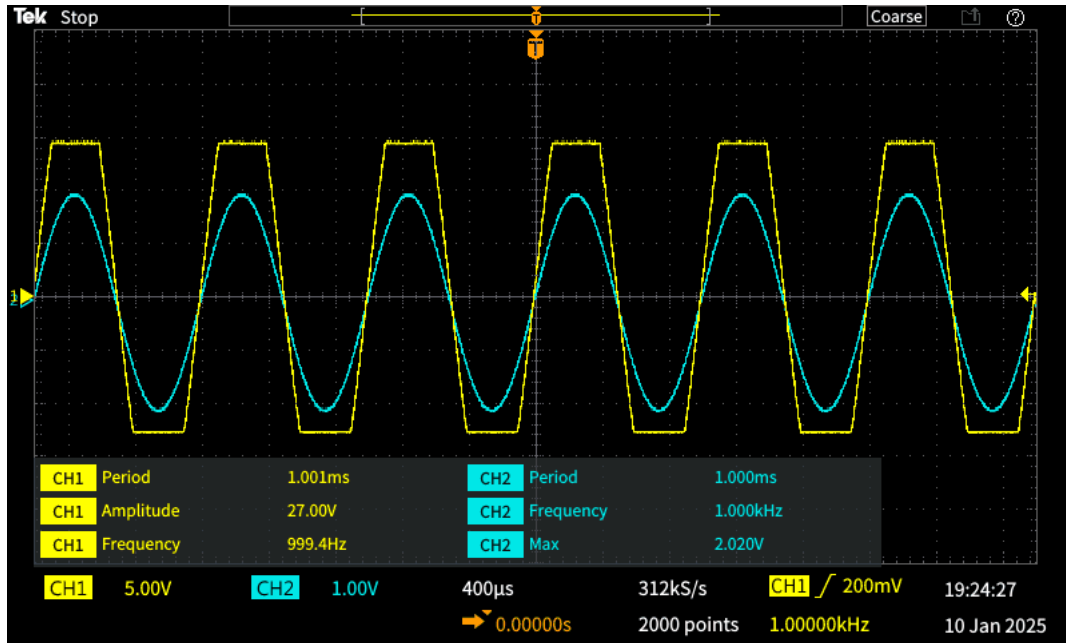 Tek Stop Coarse
T
T
1
2
CH1 Period 1.001ms CH2 Period 1.000ms
CH1 Amplitude 27.00V CH2 Frequency 1.000kHz
CH1 Frequency 999.4Hz CH2 Max 2.020V
CH1 5.00V CH2 1.00V 400µs 312kS/s CH1 200mV 19:24:27
0.00000s 2000 points 1.00000kHz 10 Jan 2025